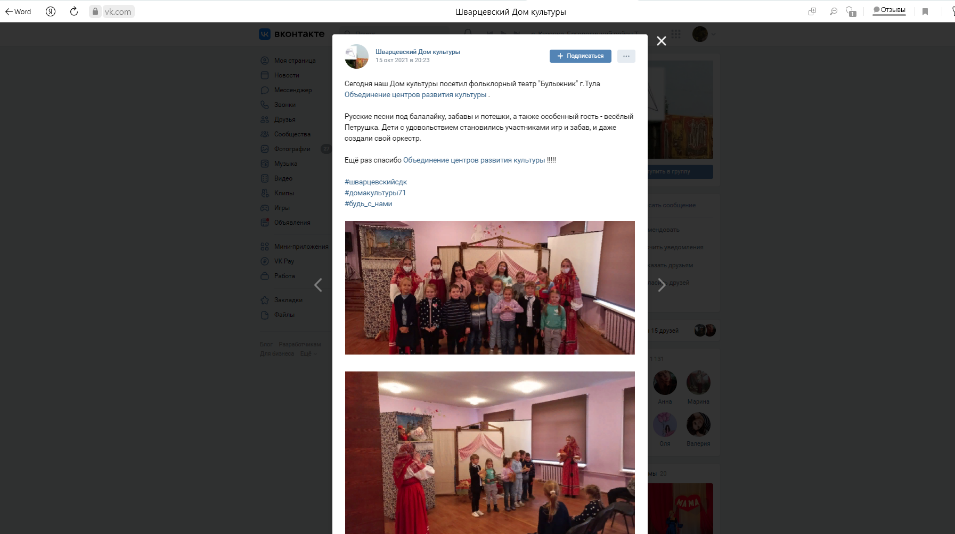 Word
Я
vk.com
Шварцевский Дом культуры
Отзывы
вконтакте
Моя страница
Новости
Мессенджер
Друзья
Сообщества
Фотографии
Музыка
Видео
Клипы
Игры
Объявления
Мини-приложения
VK Pay
Работа
Закладки
Файлы
Шварцевский Дом культуры
15 окт 2021 в 20:23
Подписаться
Сегодня наш Дом культуры посетил фольклорный театр "Булыжник" г.Тула
Объединение центров развития культуры .
Русские песни под балалайку, забавы и потешки, а также особенный гость - весёлый
Петрушка. Дети с удовольствием становились участниками игр и забав, и даже
создали свой оркестр.
Ещё раз спасибо Объединение центров развития культуры !!!!!
#шварцевскийсдк
#домакультуры71
#будь_с_нами